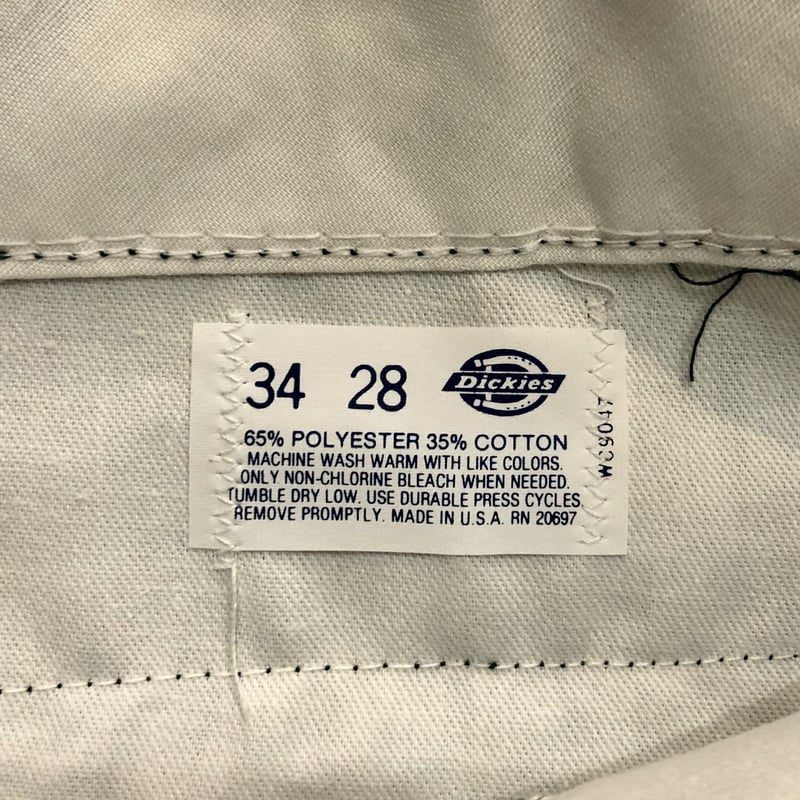 34 28 Dickies
65% POLYESTER 35% COTTON
MACHINE WASH WARM WITH LIKE COLORS.
ONLY NON-CHLORINE BLEACH WHEN NEEDED.
TUMBLE DRY LOW. USE DURABLE PRESS CYCLES.
REMOVE PROMPTLY. MADE IN U.S.A. RN 20697